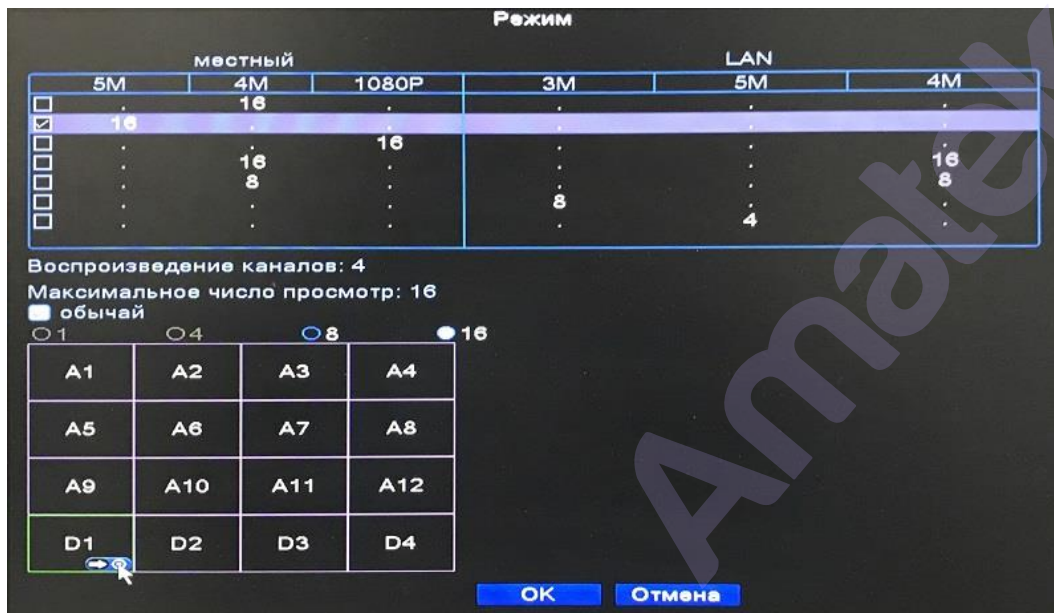 Режим
местный LAN
5M 4M 1080P 3M 5M 4M
. 16 . . . .
16 . . . . .
. . 16 . . .
. 16 . . . 16
. 8 . . . 8
. . . 8 . .
. . . . 4 .
Воспроизведение каналов: 4
Максимальное число просмотр: 16
обычай
1 4 8 16
A1 A2 A3 A4
A5 A6 A7 A8
A9 A10 A11 A12
D1 D2 D3 D4
OK Отмена
Amatek